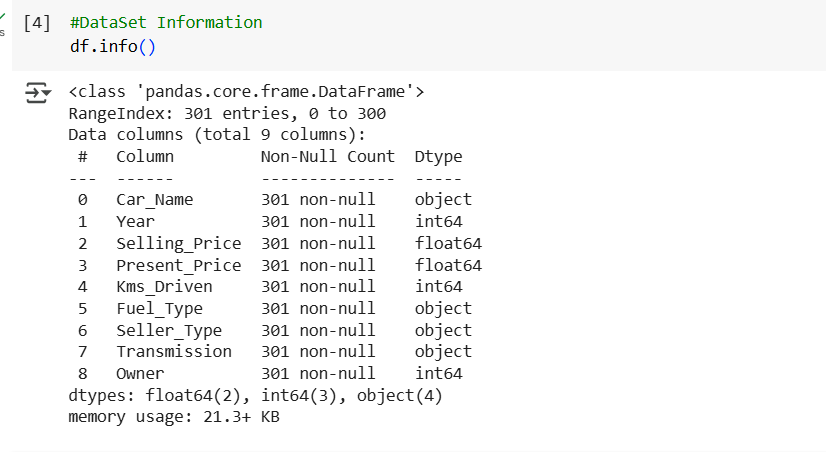 [4] #DataSet Information
df.info()
<class 'pandas.core.frame.DataFrame'>
RangeIndex: 301 entries, 0 to 300
Data columns (total 9 columns):
 #   Column         Non-Null Count  Dtype
---  ------         --------------  -----
 0   Car_Name       301 non-null    object
 1   Year           301 non-null    int64
 2   Selling_Price  301 non-null    float64
 3   Present_Price  301 non-null    float64
 4   Kms_Driven     301 non-null    int64
 5   Fuel_Type      301 non-null    object
 6   Seller_Type    301 non-null    object
 7   Transmission   301 non-null    object
 8   Owner          301 non-null    int64
dtypes: float64(2), int64(3), object(4)
memory usage: 21.3+ KB